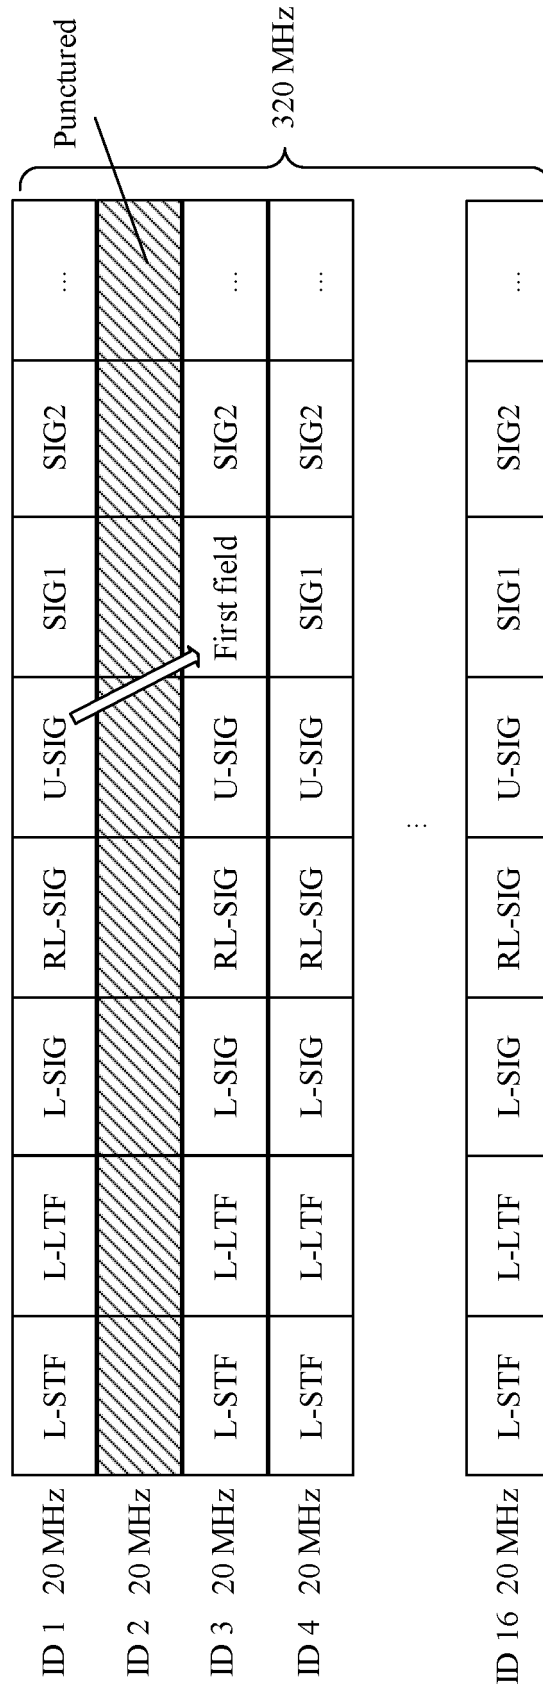 ID 1 20 MHz L-STF L-LTF L-SIG RL-SIG U-SIG SIG1 SIG2 ...
Punctured
ID 2 20 MHz
ID 3 20 MHz L-STF L-LTF L-SIG RL-SIG U-SIG First field SIG2 ...
320 MHz
ID 4 20 MHz L-STF L-LTF L-SIG RL-SIG U-SIG SIG1 SIG2 ...
...
ID 16 20 MHz L-STF L-LTF L-SIG RL-SIG U-SIG SIG1 SIG2 ...